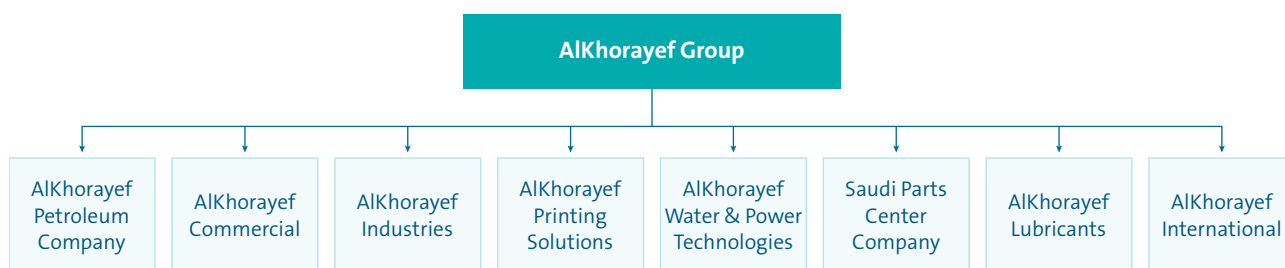 AlKhorayef Group
AlKhorayef
Petroleum
Company
AlKhorayef
Commercial
AlKhorayef
Industries
AlKhorayef
Printing
Solutions
AlKhorayef
Water & Power
Technologies
Saudi Parts
Center
Company
AlKhorayef
Lubricants
AlKhorayef
International